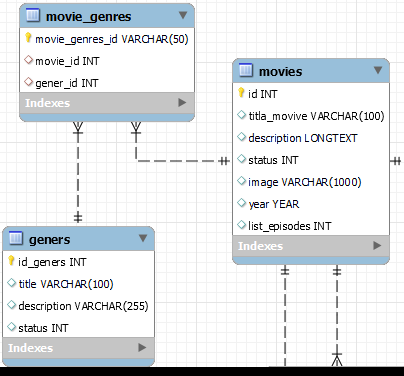 movie_genres
movie_genres_id VARCHAR(50)
movie_id INT
gener_id INT
Indexes
movies
id INT
titla_movive VARCHAR(100)
description LONGTEXT
status INT
image VARCHAR(1000)
year YEAR
list_episodes INT
Indexes
geners
id_geners INT
title VARCHAR(100)
description VARCHAR(255)
status INT
Indexes